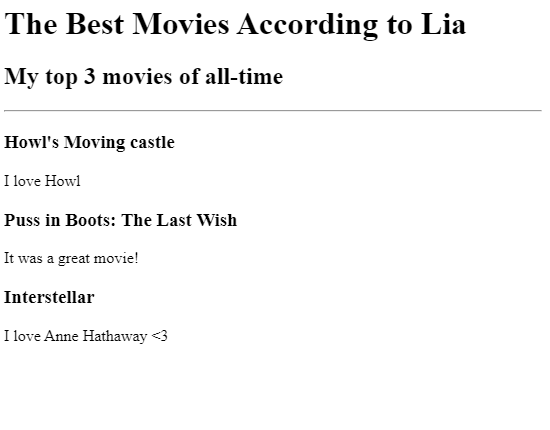 The Best Movies According to Lia
My top 3 movies of all-time
Howl's Moving castle
I love Howl
Puss in Boots: The Last Wish
It was a great movie!
Interstellar
I love Anne Hathaway <3